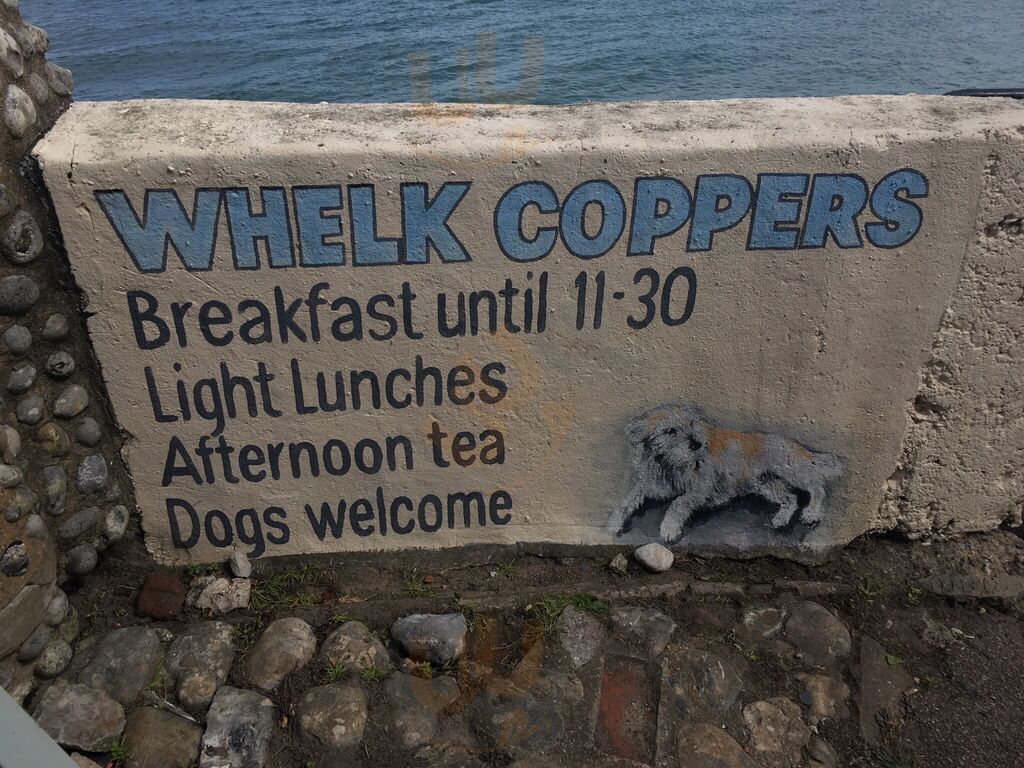 WHELK COPPERS
Breakfast until 11-30
Light Lunches
Afternoon tea
Dogs welcome